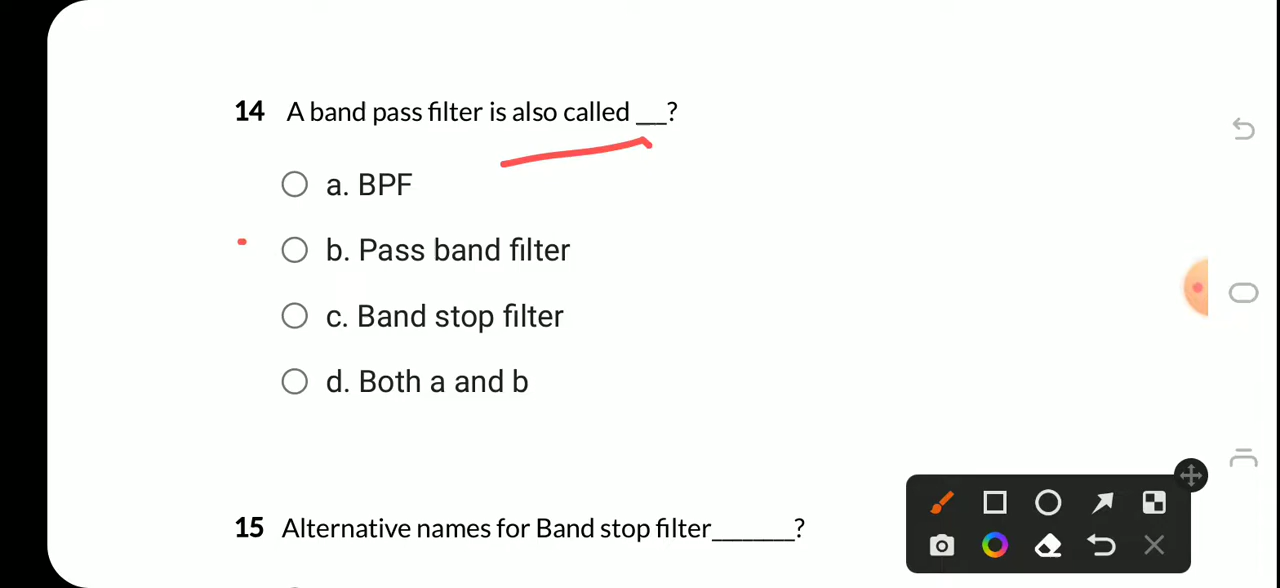 14 A band pass filter is also called ___?
a. BPF
b. Pass band filter
c. Band stop filter
d. Both a and b
15 Alternative names for Band stop filter_______?